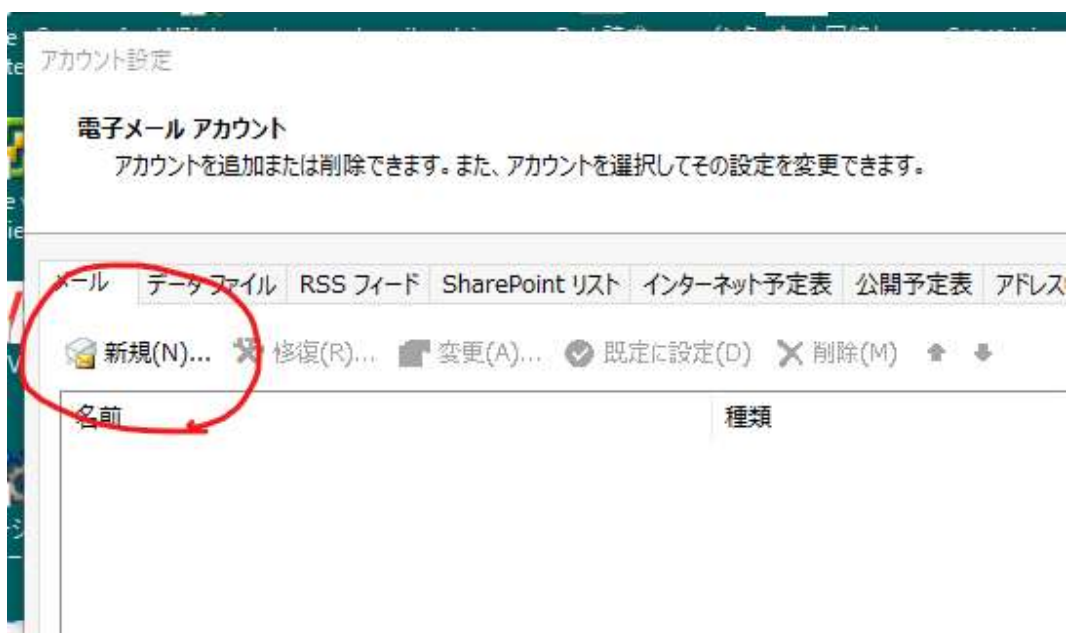 アカウント設定
電子メール アカウント
アカウントを追加または削除できます。また、アカウントを選択してその設定を変更できます。
メール データ ファイル RSS フィード SharePoint リスト インターネット予定表 公開予定表 アドレス
新規(N)... 修復(R)... 変更(A)... 既定に設定(D) 削除(M)
名前 種類